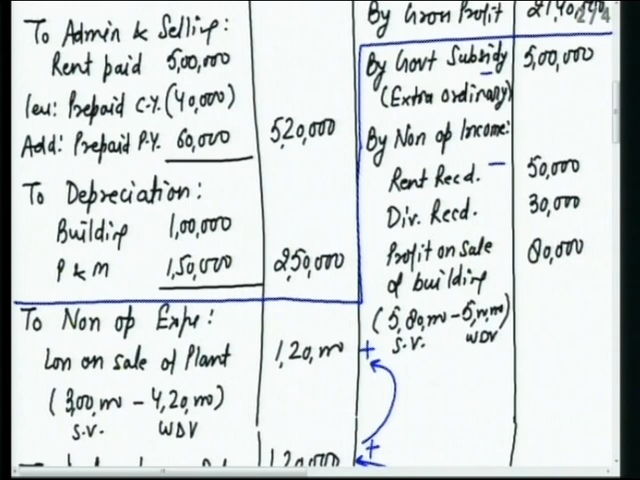 To Admin & Selling:
Rent paid 5,00,000
Less: Prepaid C.Y. (40,000)
Add: Prepaid P.Y. 60,000 5,20,000
To Depreciation:
Building 1,00,000
P & M 1,50,000 2,50,000
To Non op Expe:
Loss on sale of Plant 1,20,000
(3,00,000 - 4,20,000)
S.V. WDV
1,20,000
By Gross Profit
2/4
By Govt Subsidy 5,00,000
(Extra ordinary)
By Non op Income:
Rent Recd. 50,000
Div. Recd. 30,000
Profit on sale 80,000
of building
(5,80,000 - 5,00,000)
S.V. WDV
+
+